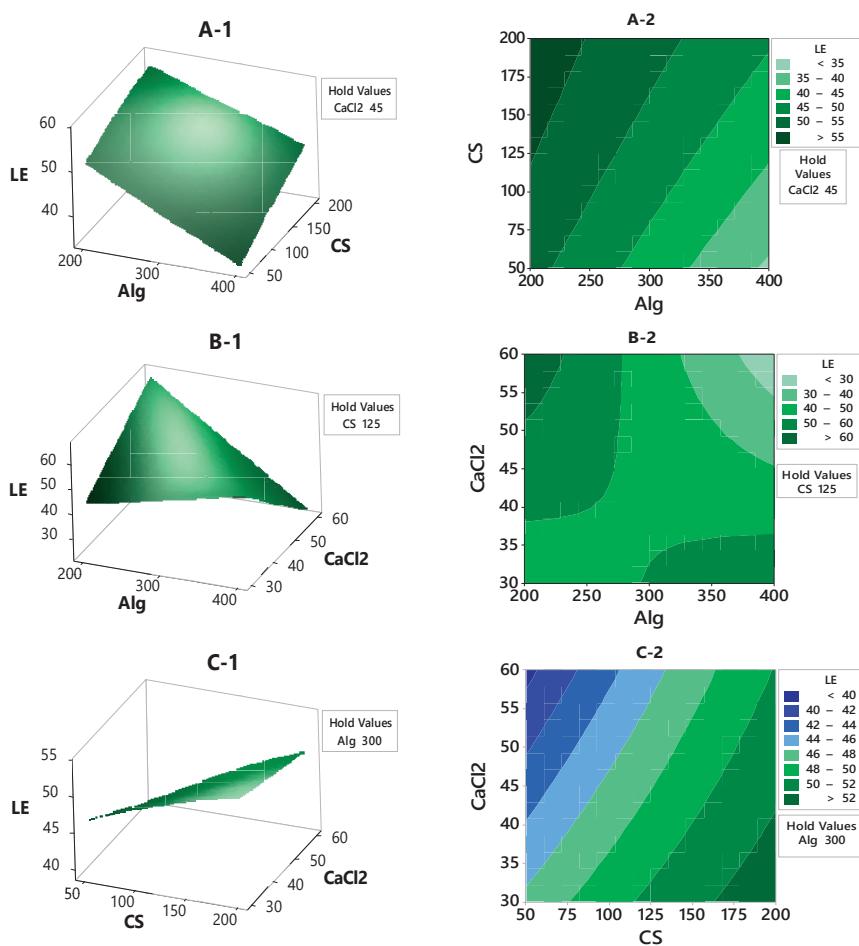 A-1
Hold Values
CaCl2 45
60
50
40
LE
200
300
400
Alg
50
100
150
200
CS
A-2
200
175
150
125
100
75
50
CS
200
250
300
350
400
Alg
LE
< 35
35 – 40
40 – 45
45 – 50
50 – 55
> 55
Hold
Values
CaCl2 45
B-1
Hold Values
CS 125
60
50
40
30
LE
200
300
400
Alg
30
40
50
60
CaCl2
B-2
60
55
50
45
40
35
30
CaCl2
200
250
300
350
400
Alg
LE
< 30
30 – 40
40 – 50
50 – 60
> 60
Hold Values
CS 125
C-1
Hold Values
Alg 300
55
50
45
40
LE
50
100
150
200
CS
30
40
50
60
CaCl2
C-2
60
55
50
45
40
35
30
CaCl2
50
75
100
125
150
175
200
CS
LE
< 40
40 – 42
42 – 44
44 – 46
46 – 48
48 – 50
50 – 52
> 52
Hold Values
Alg 300